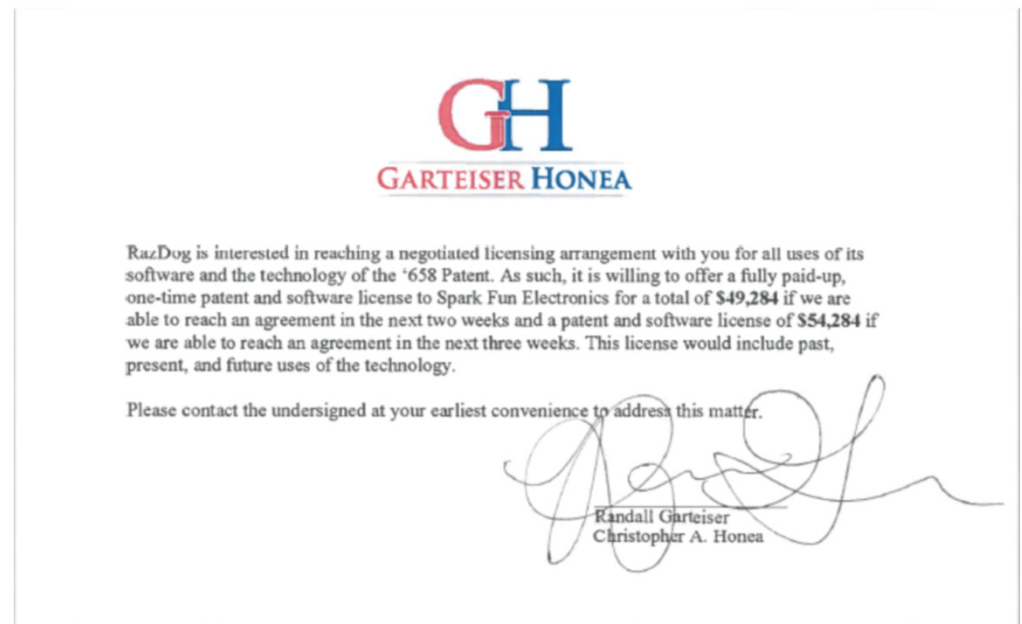 GH
GARTEISER HONEA
RazDog is interested in reaching a negotiated licensing arrangement with you for all uses of its
software and the technology of the ‘658 Patent. As such, it is willing to offer a fully paid-up,
one-time patent and software license to Spark Fun Electronics for a total of $49,284 if we are
able to reach an agreement in the next two weeks and a patent and software license of $54,284 if
we are able to reach an agreement in the next three weeks. This license would include past,
present, and future uses of the technology.
Please contact the undersigned at your earliest convenience to address this matter.
Randall Garteiser
Christopher A. Honea